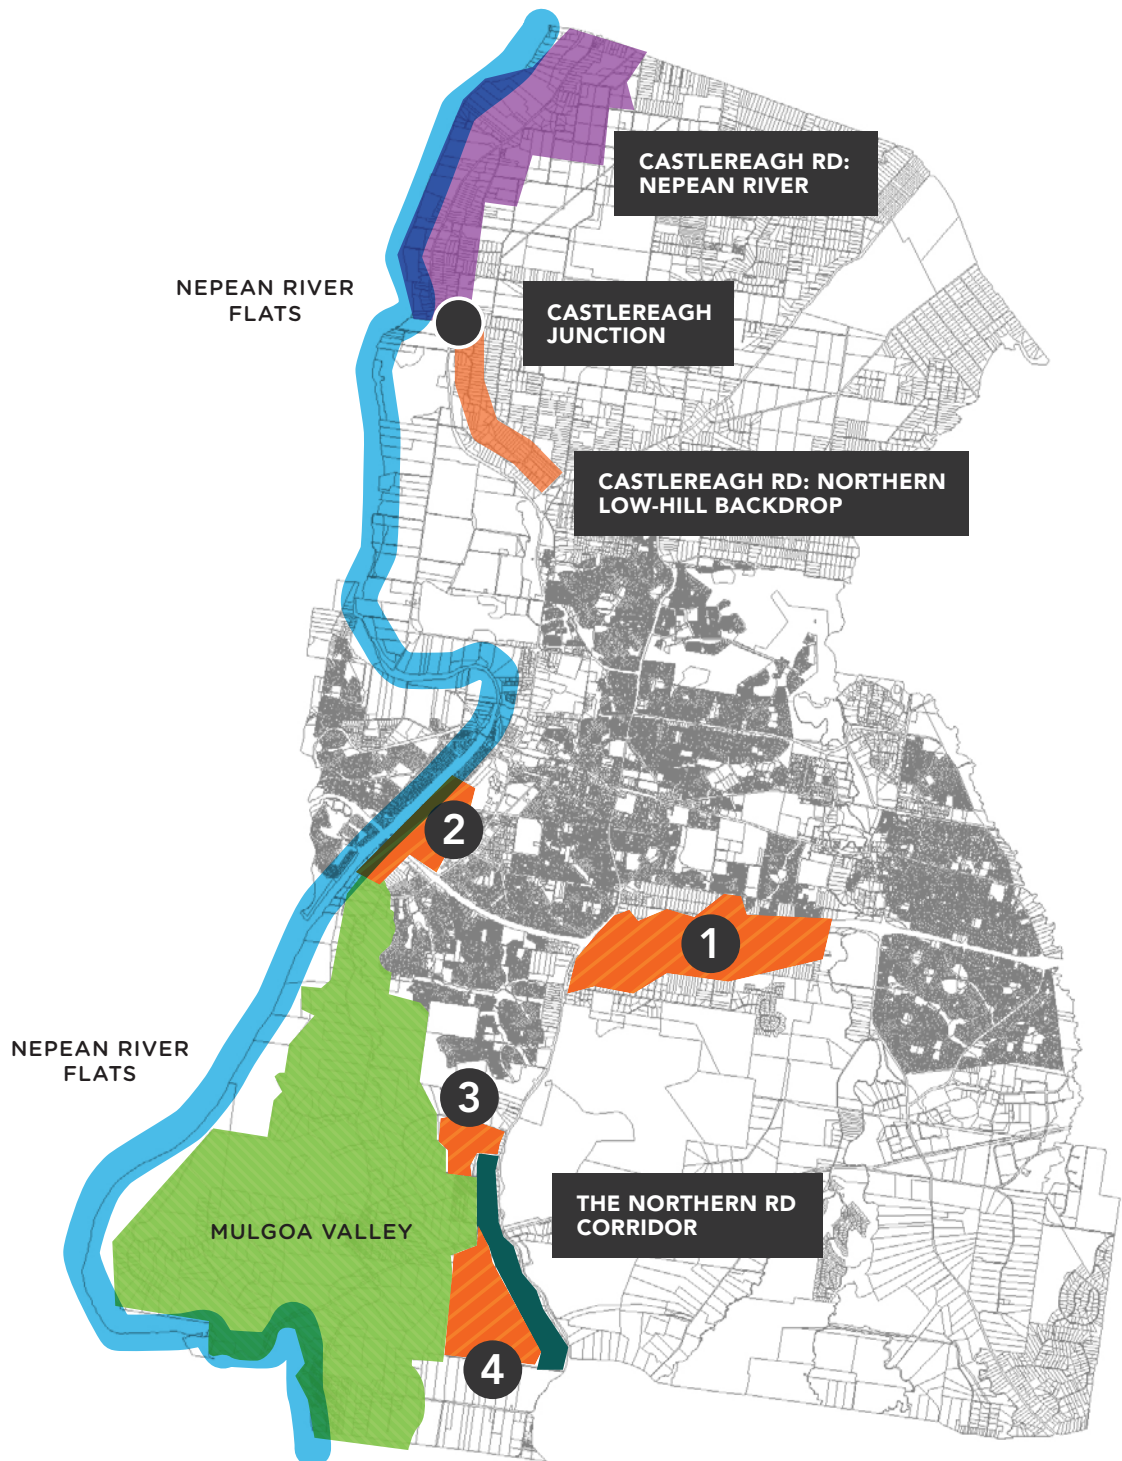 CASTLEREAGH RD:
NEPEAN RIVER
NEPEAN RIVER
FLATS
CASTLEREAGH
JUNCTION
CASTLEREAGH RD: NORTHERN
LOW-HILL BACKDROP
2
1
NEPEAN RIVER
FLATS
3
THE NORTHERN RD
CORRIDOR
MULGOA VALLEY
4